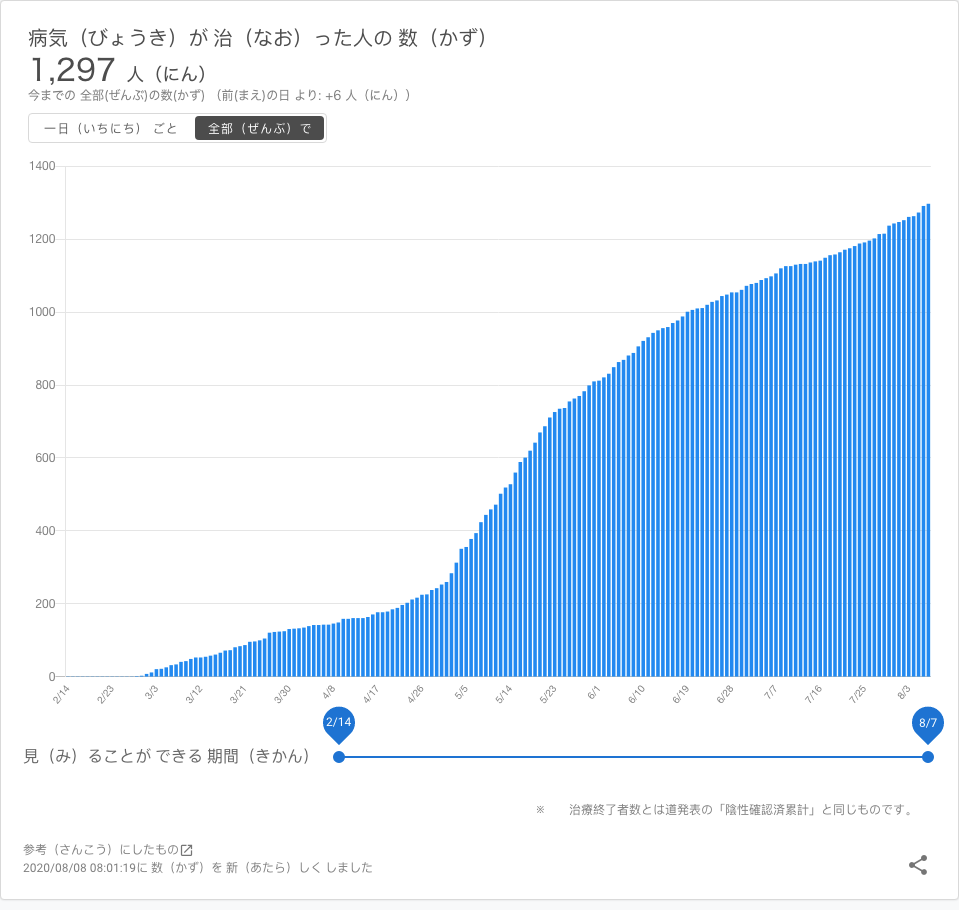 病気（びょうき）が 治（なお）った人の 数（かず）
1,297 人（にん）
今までの 全部(ぜんぶ)の数(かず) （前(まえ)の日 より: +6 人（にん））
一日（いちにち） ごと 全部（ぜんぶ）で
1400
1200
1000
800
600
400
200
0
2/14 2/23 3/3 3/12 3/21 3/30 4/8 4/17 4/26 5/5 5/14 5/23 6/1 6/10 6/19 6/28 7/7 7/16 7/25 8/3
2/14 8/7
見（み）ることが できる 期間（きかん）
※ 治療終了者数とは道発表の「陰性確認済累計」と同じものです。
参考（さんこう）にしたもの
2020/08/08 08:01:19に 数（かず）を 新（あたら）しく しました